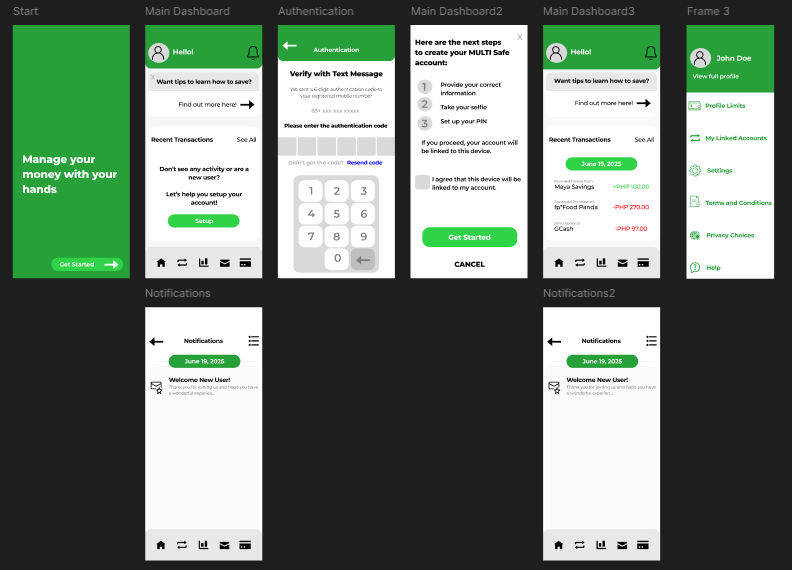 Start
Manage your
money with your
hands
Get Started
Main Dashboard
Hello!
X
Want tips to learn how to save?
Find out more here!
Recent Transactions See All
Don't see any activity or are a
new user?
Let's help you setup your
account!
Setup
Authentication
Authentication
Verify with Text Message
We sent a 6-digit authentication code to
your registered mobile number
63+ xxx xxx xxxxx
Please enter the authentication code
Didn't get the code? Resend code
1 2 3
4 5 6
7 8 9
0
Main Dashboard2
X
Here are the next steps
to create your MULTI Safe
account:
1 Provide your correct
information
2 Take your selfie
3 Set up your PIN
If you proceed, your account will
be linked to this device.
I agree that this device will be
linked to my account.
Get Started
CANCEL
Main Dashboard3
Hello!
Want tips to learn how to save?
Find out more here!
Recent Transactions See All
June 19, 2025
Received money from
Maya Savings +PHP 100.00
fp*Food Panda -PHP 270.00
GCash -PHP 97.00
Frame 3
John Doe
View full profile
Profile Limits
My Linked Accounts
Settings
Terms and Conditions
Privacy Choices
Help
Notifications
Notifications
June 19, 2025
Welcome New User!
Thank you for joining us and hope you have
a wonderful experien...
Notifications2
Notifications
June 19, 2025
Welcome New User!
Thank you for joining us and hope you have
a wonderful experien...